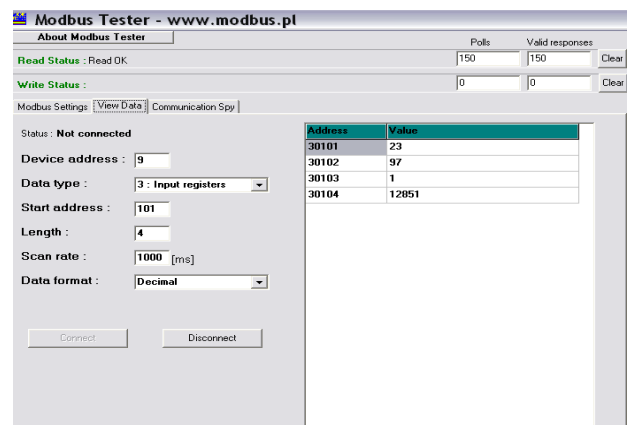 Modbus Tester - www.modbus.pl
About Modbus Tester
Polls Valid responses
Read Status : Read OK 150 150 Clear
Write Status : 0 0 Clear
Modbus Settings View Data Communication Spy
Status : Not connected
Device address : 9
Data type : 3 : Input registers
Start address : 101
Length : 4
Scan rate : 1000 [ms]
Data format : Decimal
Connect Disconnect
Address Value
30101 23
30102 97
30103 1
30104 12851